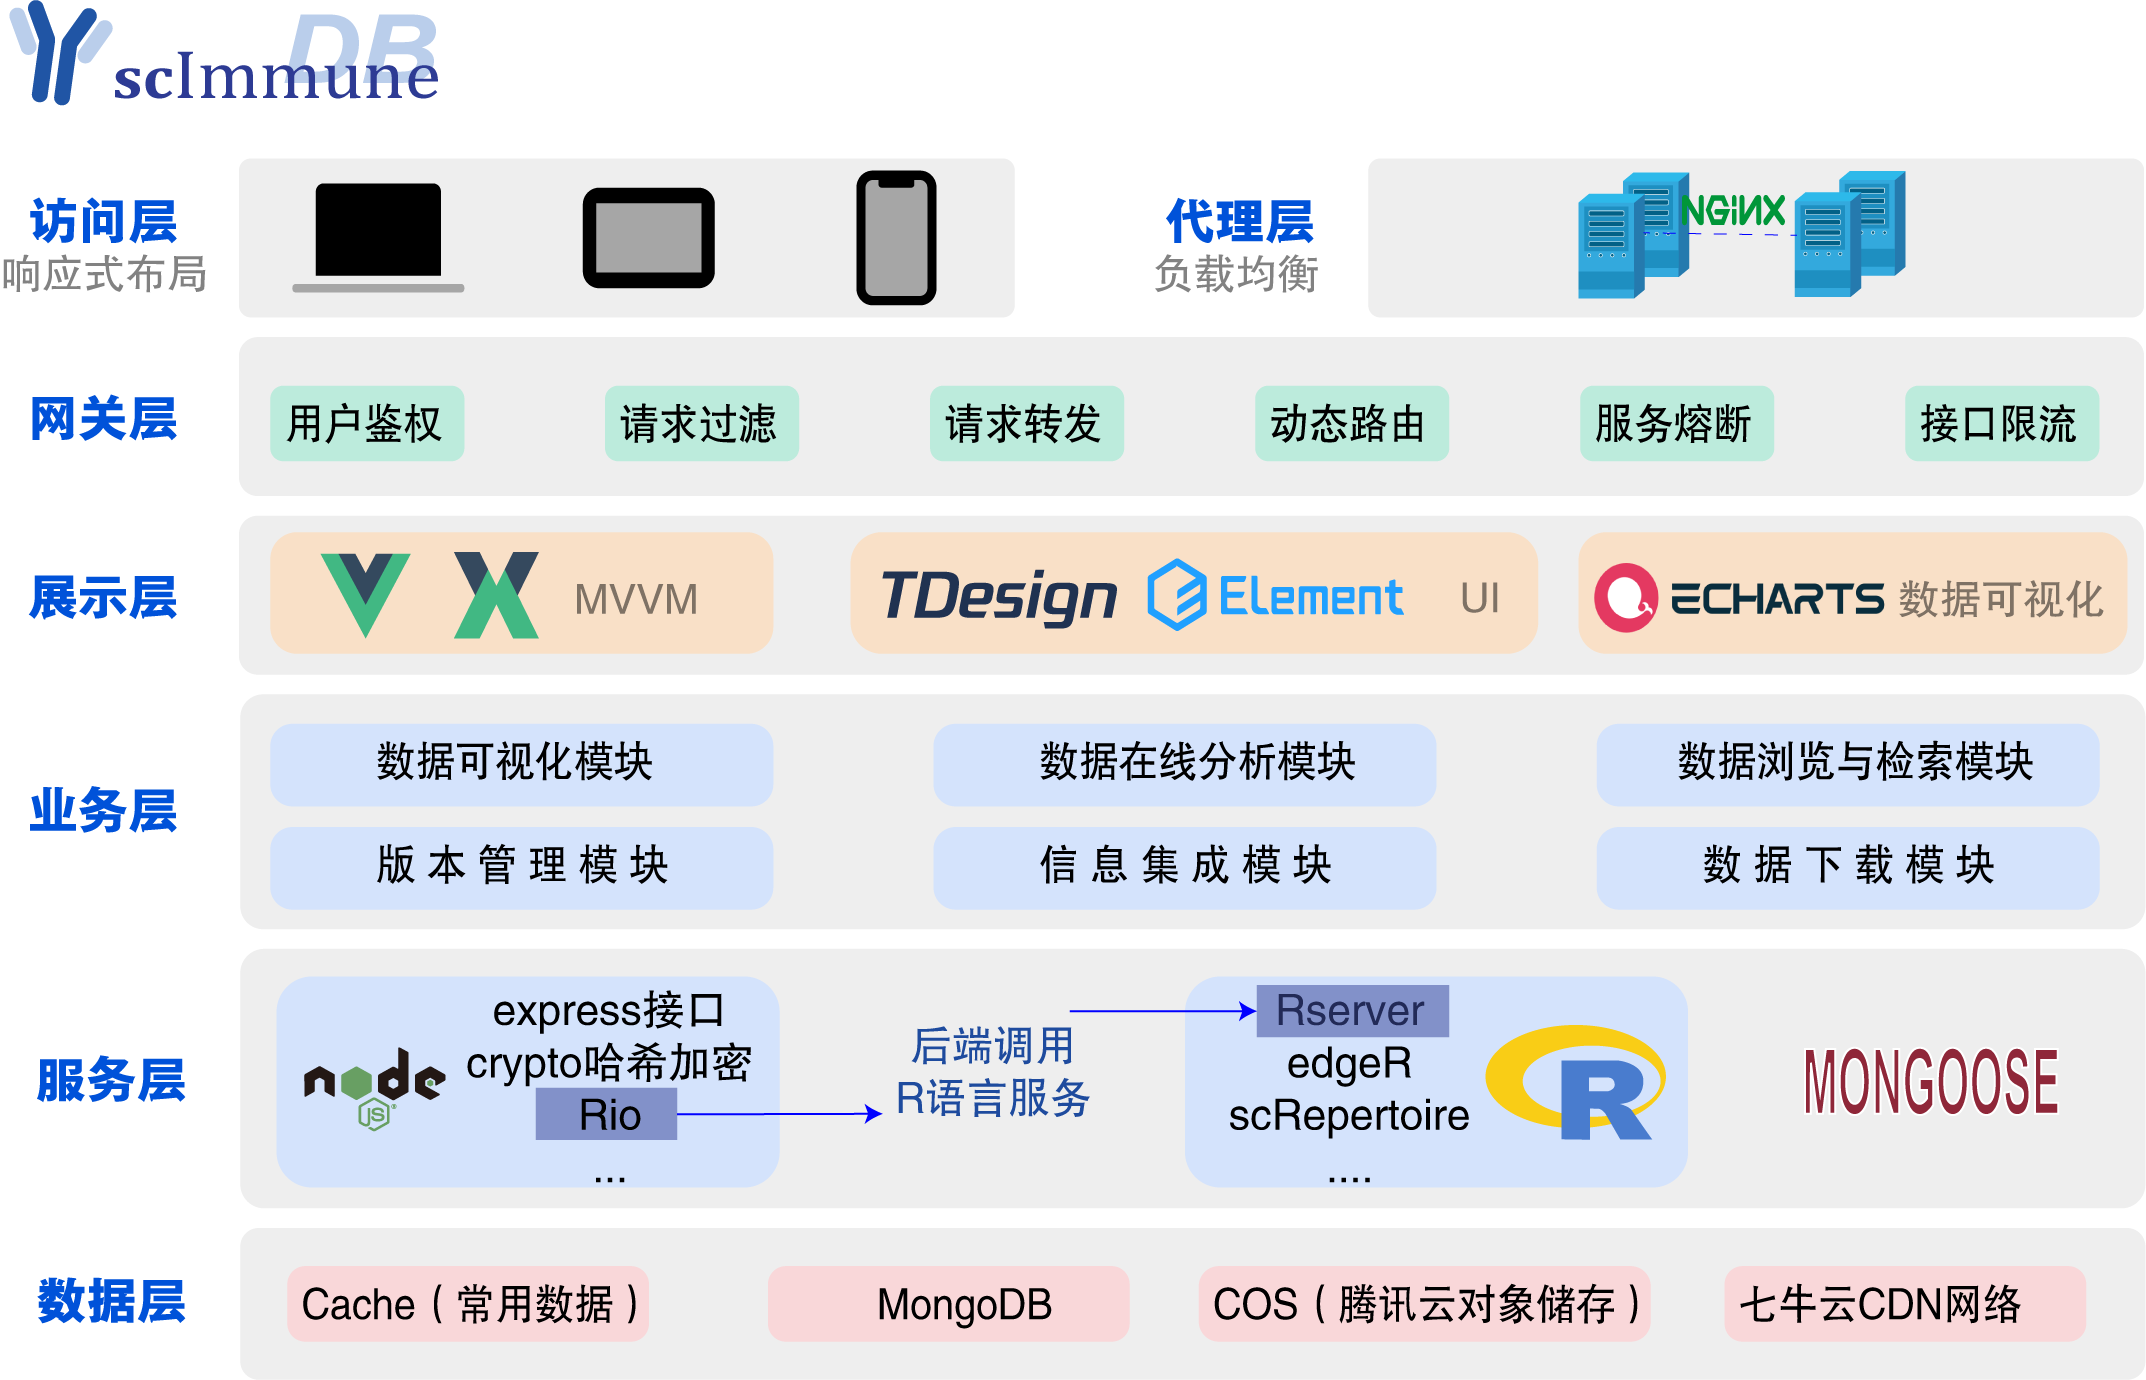 scImmune DB
访问层
响应式布局
代理层
负载均衡
NGiNX
网关层
用户鉴权
请求过滤
请求转发
动态路由
服务熔断
接口限流
展示层
MVVM
TDesign
Element
UI
ECHARTS
数据可视化
业务层
数据可视化模块
数据在线分析模块
数据浏览与检索模块
版本管理模块
信息集成模块
数据下载模块
服务层
node
JS
®
express接口
crypto哈希加密
Rio
...
后端调用
R语言服务
Rserver
edgeR
scRepertoire
....
R
MONGOOSE
数据层
Cache（常用数据）
MongoDB
COS（腾讯云对象储存）
七牛云CDN网络